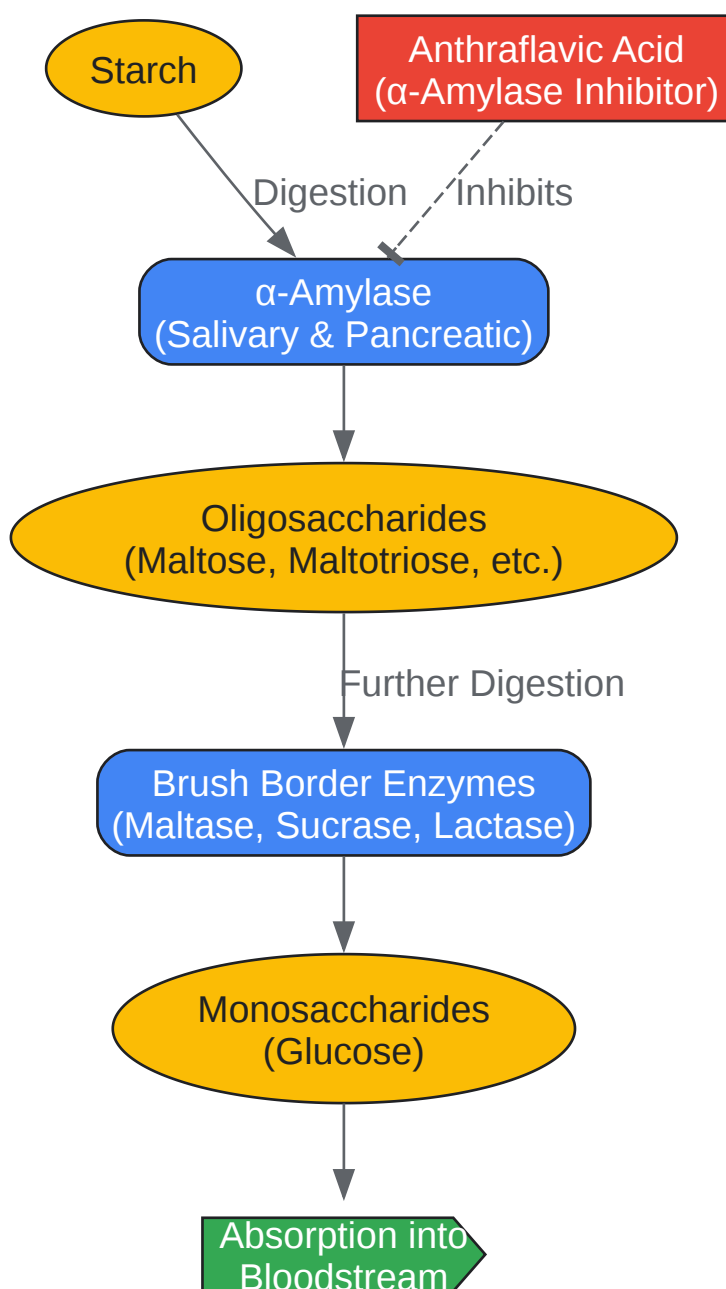 Starch
Anthraflavic Acid
(α-Amylase Inhibitor)
Digestion
Inhibits
α-Amylase
(Salivary & Pancreatic)
Oligosaccharides
(Maltose, Maltotriose, etc.)
Further Digestion
Brush Border Enzymes
(Maltase, Sucrase, Lactase)
Monosaccharides
(Glucose)
Absorption into
Bloodstream